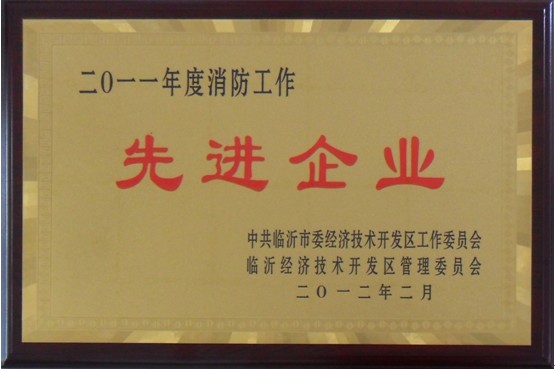 二〇一一年度消防工作
先进企业
中共临沂市委经济技术开发区工作委员会
临沂经济技术开发区管理委员会
二〇一二年二月